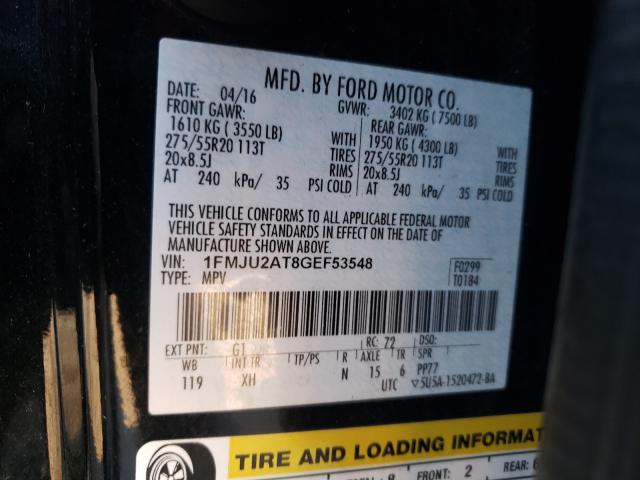 MFD. BY FORD MOTOR CO.
DATE: 04/16 GVWR: 3402 KG ( 7500 LB)
FRONT GAWR: REAR GAWR:
1610 KG ( 3550 LB) WITH 1950 KG ( 4300 LB) WITH
275/55R20 113T TIRES 275/55R20 113T TIRES
20x8.5J RIMS 20x8.5J RIMS
AT 240 kPa/ 35 PSI COLD AT 240 kPa/ 35 PSI COLD
THIS VEHICLE CONFORMS TO ALL APPLICABLE FEDERAL MOTOR
VEHICLE SAFETY STANDARDS IN EFFECT ON THE DATE OF
MANUFACTURE SHOWN ABOVE.
VIN: 1FMJU2AT8GEF53548 F0299
TYPE: MPV T0184
EXT PNT: G1 RC: 72 DSO:
WB INT TR TP/PS R AXLE TR SPR
119 XH N 15 6 PP77
UTC ▽5U5A-1520472-BA
TIRE AND LOADING INFORMAT
FRONT: 2 REAR: